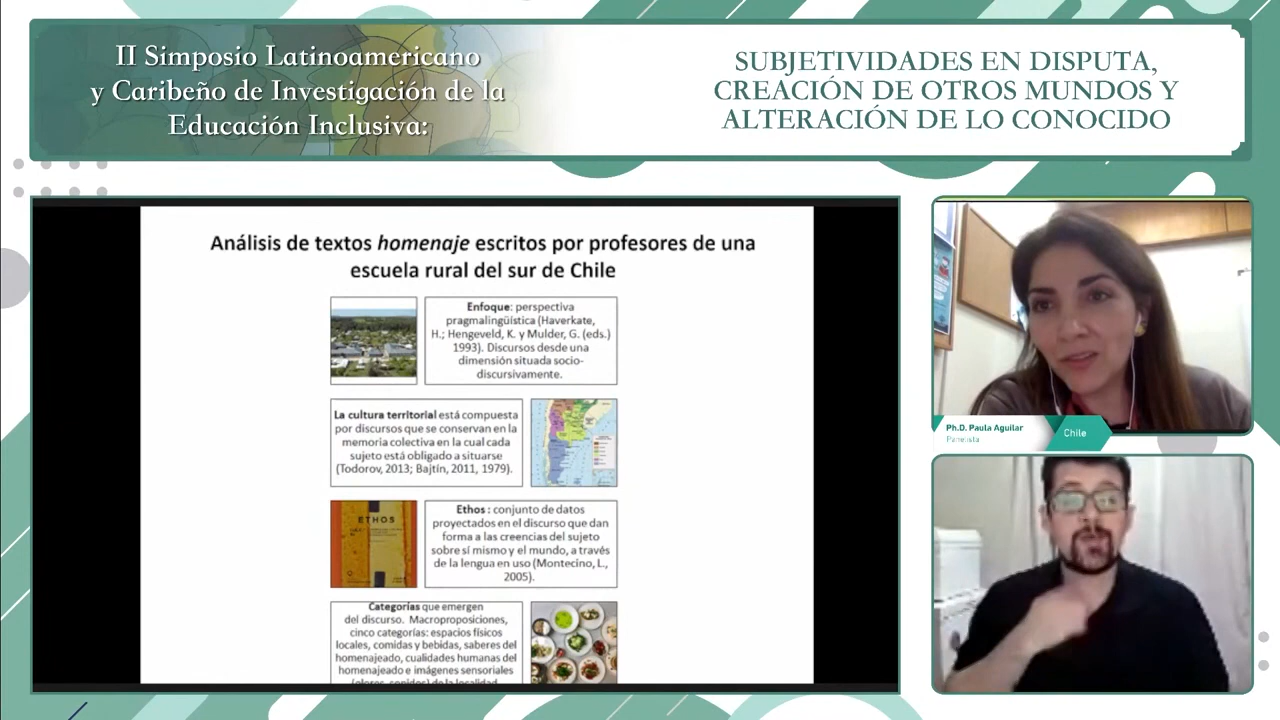 II Simposio Latinoamericano
y Caribeño de Investigación de la
Educación Inclusiva:
SUBJETIVIDADES EN DISPUTA,
CREACIÓN DE OTROS MUNDOS Y
ALTERACIÓN DE LO CONOCIDO
Análisis de textos homenaje escritos por profesores de una
escuela rural del sur de Chile
Enfoque: perspectiva
pragmalingüística (Haverkate,
H.; Hengeveld, K. y Mulder, G. (eds.)
1993). Discursos desde una
dimensión situada socio-
discursivamente.
La cultura territorial está compuesta
por discursos que se conservan en la
memoria colectiva en la cual cada
sujeto está obligado a situarse
(Todorov, 2013; Bajtín, 2011, 1979).
ETHOS
Ethos : conjunto de datos
proyectados en el discurso que dan
forma a las creencias del sujeto
sobre sí mismo y el mundo, a través
de la lengua en uso (Montecino, L.,
2005).
Categorías que emergen
del discurso. Macroproposiciones,
cinco categorías: espacios físicos
locales, comidas y bebidas, saberes del
homenajeado, cualidades humanas del
homenajeado e imágenes sensoriales
(olores, sonidos) de la localidad
Ph.D. Paula Aguilar
Panelista
Chile